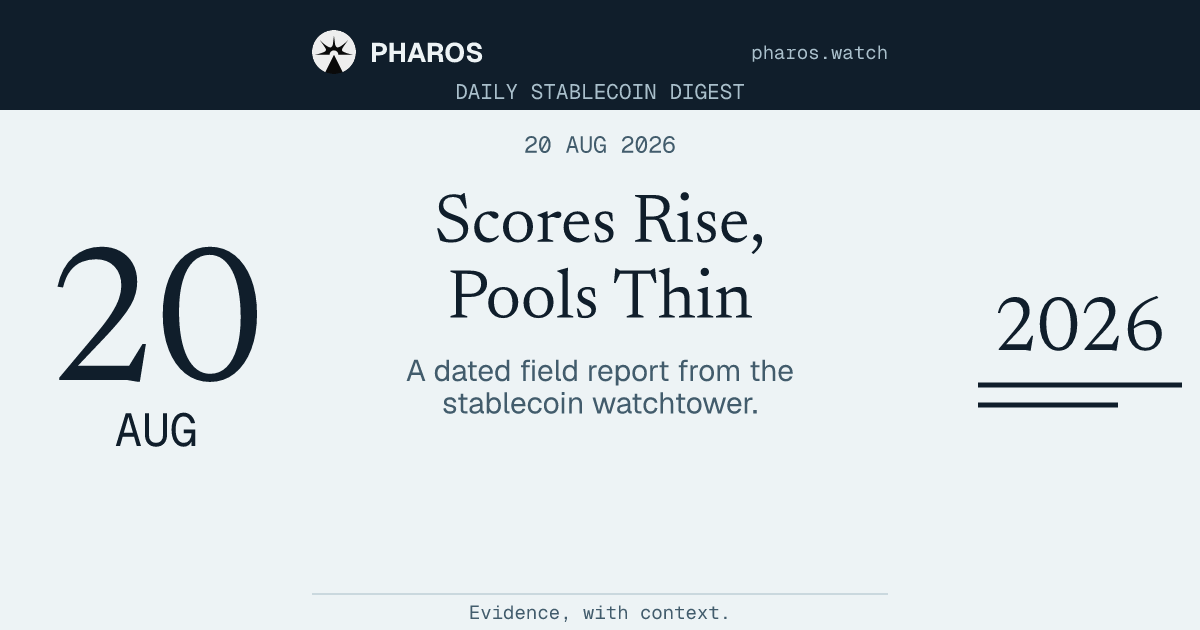 PHAROS
pharos.watch
DAILY STABLECOIN DIGEST
20 AUG 2026
Scores Rise,
Pools Thin
A dated field report from the
stablecoin watchtower.
20
AUG
2026
Evidence, with context.